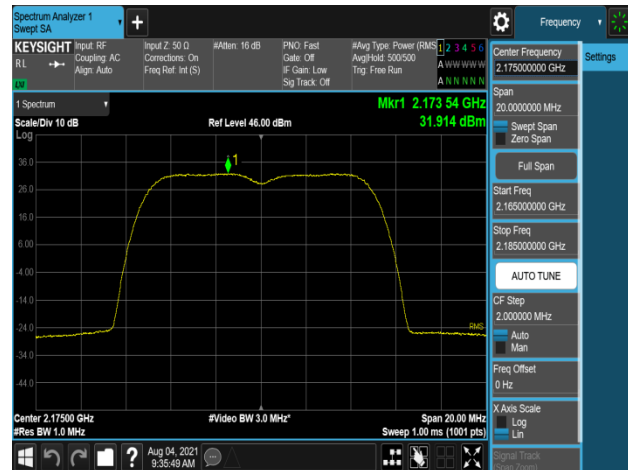 Spectrum Analyzer 1
Swept SA
Frequency
KEYSIGHT
RL
Input: RF
Coupling: AC
Align: Auto
Input Z: 50 Ω
Corrections: On
Freq Ref: Int (S)
#Atten: 16 dB
PNO: Fast
Gate: Off
IF Gain: Low
Sig Track: Off
#Avg Type: Power (RMS
Avg|Hold: 500/500
Trig: Free Run
1 2 3 4 5 6
A W W W W W
A N N N N N
LXI
1 Spectrum
Scale/Div 10 dB
Log
Ref Level 46.00 dBm
Mkr1 2.173 54 GHz
31.914 dBm
1
36.0
26.0
16.0
6.00
-4.00
-14.0
-24.0
-34.0
-44.0
RMS
Center 2.17500 GHz
#Res BW 1.0 MHz
#Video BW 3.0 MHz*
Span 20.00 MHz
Sweep 1.00 ms (1001 pts)
Aug 04, 2021
9:35:49 AM
?
Center Frequency
2.175000000 GHz
Settings
Span
20.0000000 MHz
Swept Span
Zero Span
Full Span
Start Freq
2.165000000 GHz
Stop Freq
2.185000000 GHz
AUTO TUNE
CF Step
2.000000 MHz
Auto
Man
Freq Offset
0 Hz
X Axis Scale
Log
Lin
Signal Track
(Span Zoom)